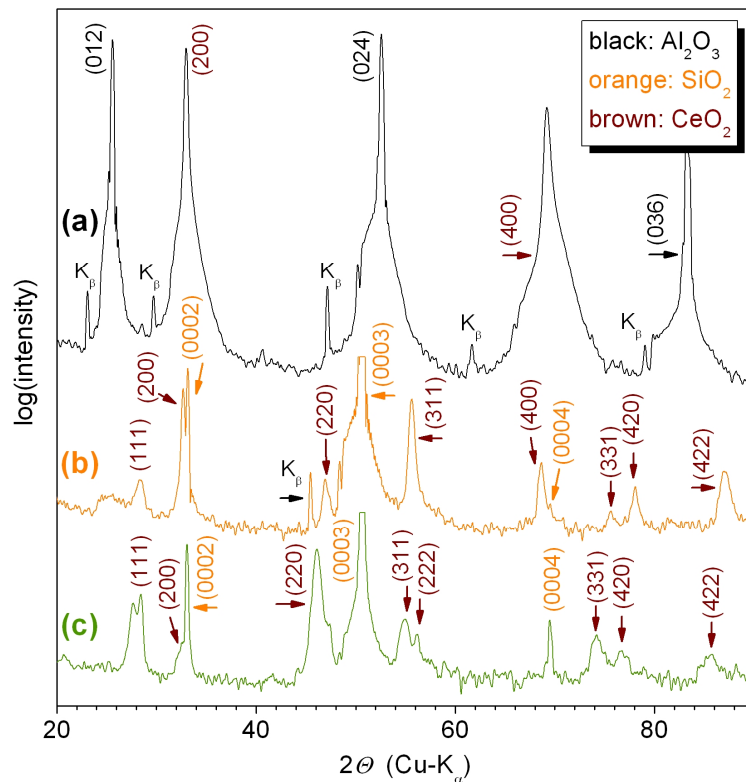 black: Al₂O₃
orange: SiO₂
brown: CeO₂
(012)
(200)
(024)
(a)
Kβ
Kβ
Kβ
(400)
Kβ
(036)
Kβ
log(intensity)
(b)
(111)
(200)
(0002)
Kβ
(220)
(0003)
(311)
(400)
(0004)
(331)
(420)
(422)
(c)
(111)
(200)
(0002)
(220)
(0003)
(311)
(222)
(0004)
(331)
(420)
(422)
20 40 60 80
2Θ (Cu-Kα)